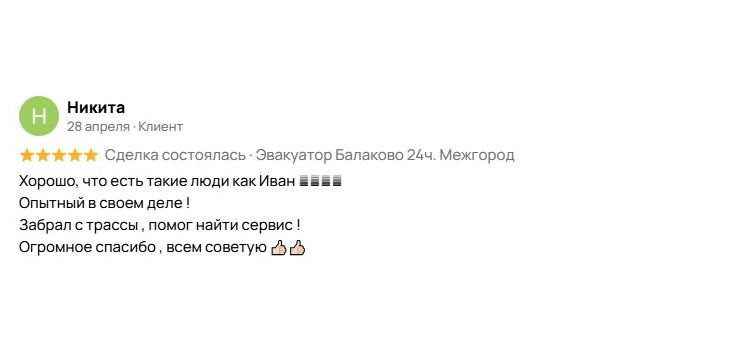 Н
Никита
28 апреля · Клиент
Сделка состоялась · Эвакуатор Балаково 24ч. Межгород
Хорошо, что есть такие люди как Иван
Опытный в своем деле !
Забрал с трассы , помог найти сервис !
Огромное спасибо , всем советую 👍🏻👍🏻